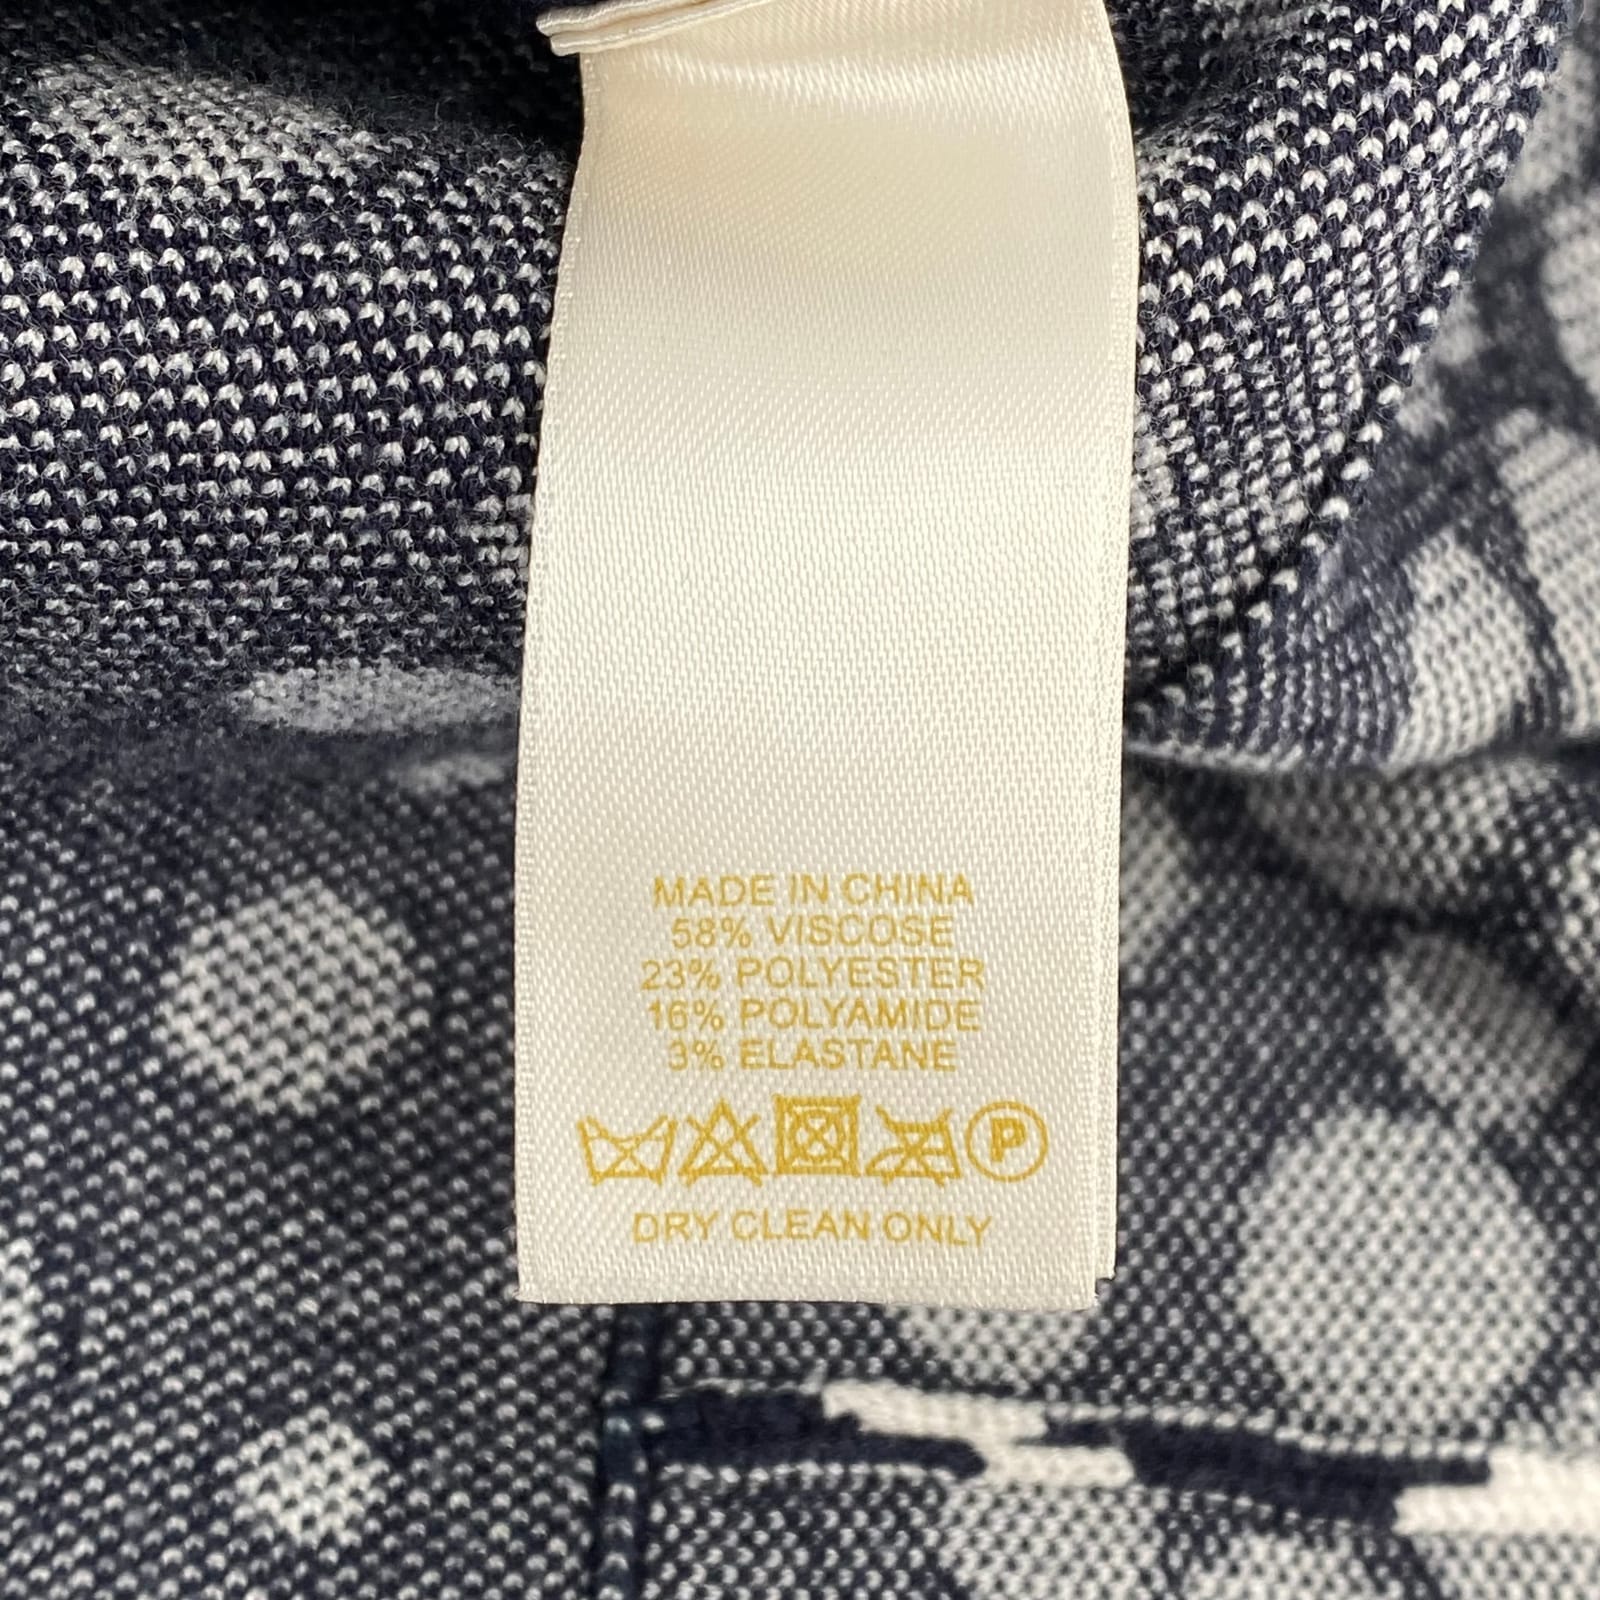 MADE IN CHINA
58% VISCOSE
23% POLYESTER
16% POLYAMIDE
3% ELASTANE
P
DRY CLEAN ONLY